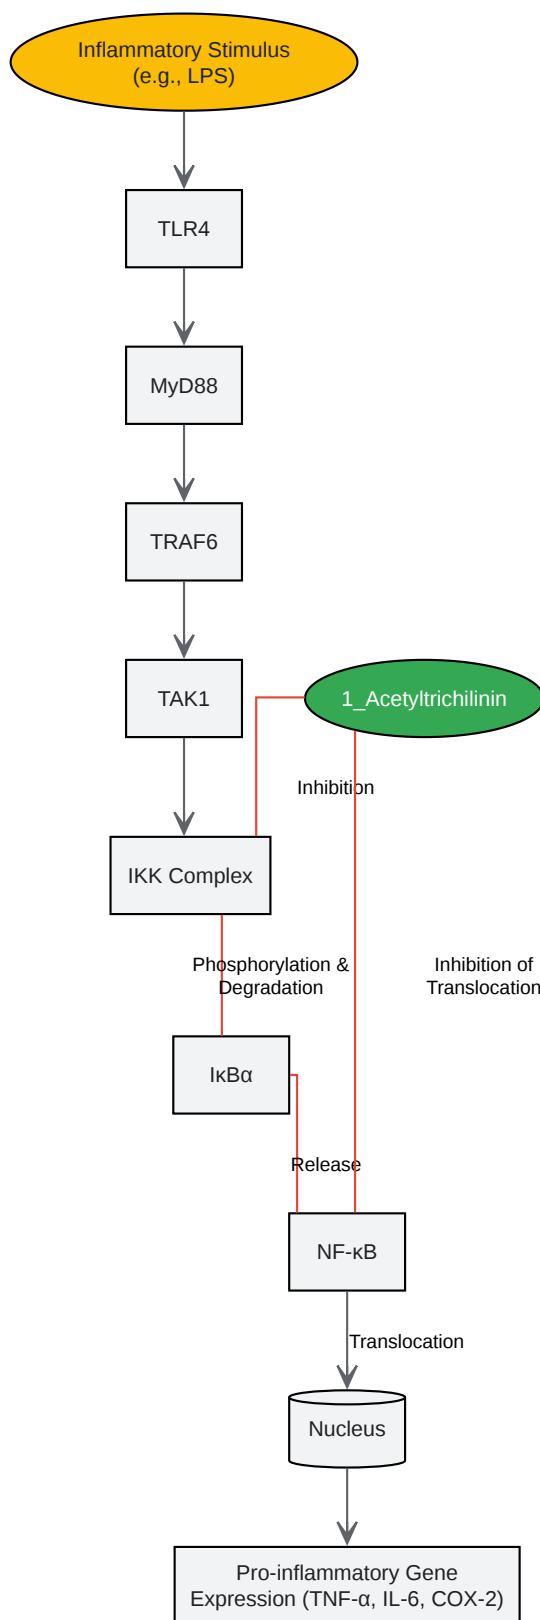 Inflammatory Stimulus
(e.g., LPS)
TLR4
MyD88
TRAF6
TAK1
1_Acetyltrichilinin
Inhibition
IKK Complex
Phosphorylation &
Degradation
Inhibition of
Translocation
IκBα
Release
NF-κB
Translocation
Nucleus
Pro-inflammatory Gene
Expression (TNF-α, IL-6, COX-2)